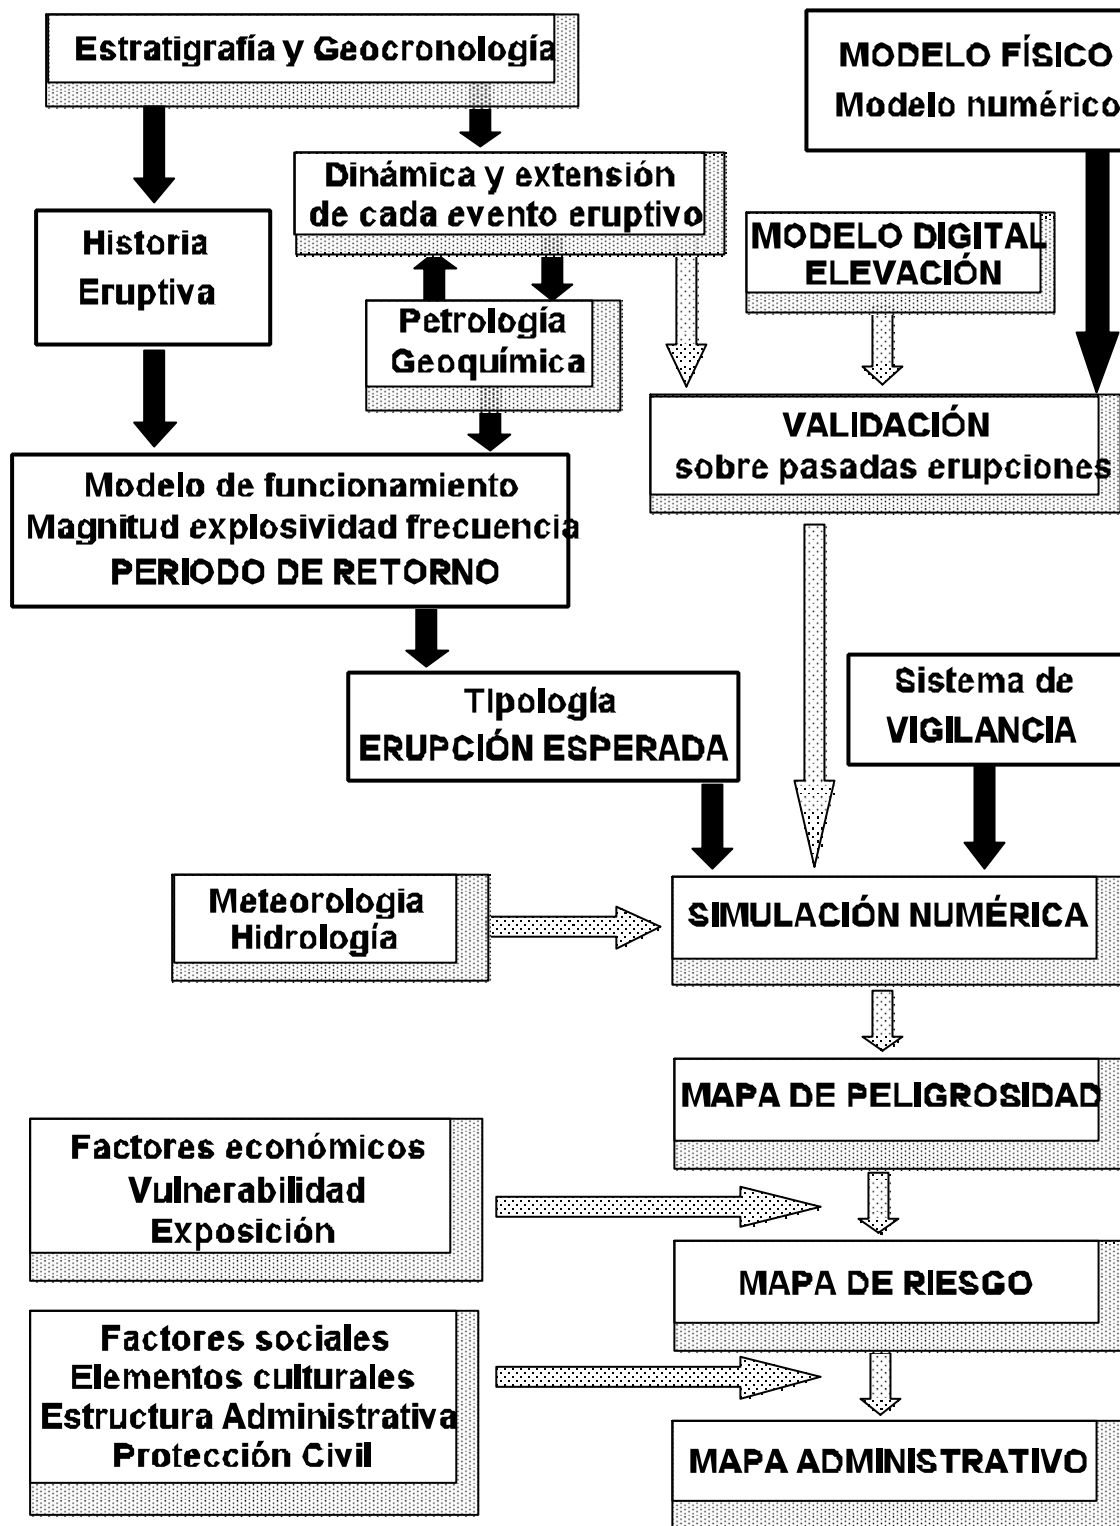 Estratigrafía y Geocronología
MODELO FÍSICO
Modelo numérico
Dinámica y extensión
de cada evento eruptivo
Historia
Eruptiva
MODELO DIGITAL
ELEVACIÓN
Petrología
Geoquímica
VALIDACIÓN
sobre pasadas erupciones
Modelo de funcionamiento
Magnitud explosividad frecuencia
PERIODO DE RETORNO
Sistema de
VIGILANCIA
TIpología
ERUPCIÓN ESPERADA
Meteorologia
Hidrología
SIMULACIÓN NUMÉRICA
MAPA DE PELIGROSIDAD
Factores económicos
Vulnerabilidad
Exposición
MAPA DE RIESGO
Factores sociales
Elementos culturales
Estructura Administrativa
Protección Civil
MAPA ADMINISTRATIVO